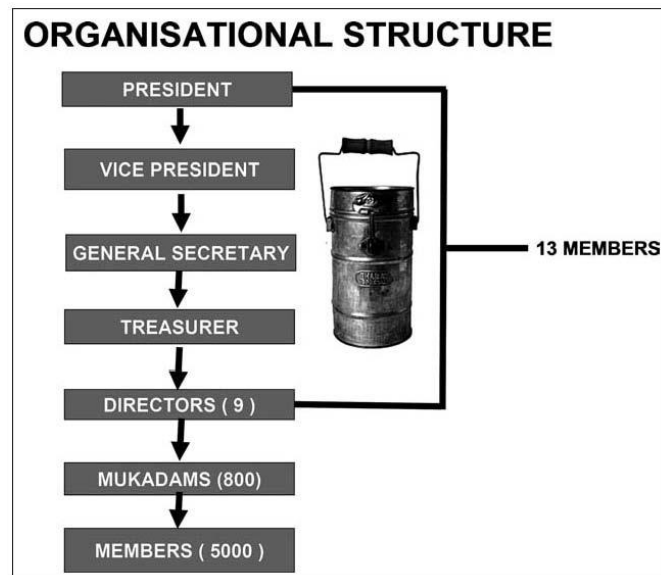 ORGANISATIONAL STRUCTURE
PRESIDENT
VICE PRESIDENT
GENERAL SECRETARY
TREASURER
DIRECTORS ( 9 )
MUKADAMS (800)
MEMBERS ( 5000 )
13 MEMBERS